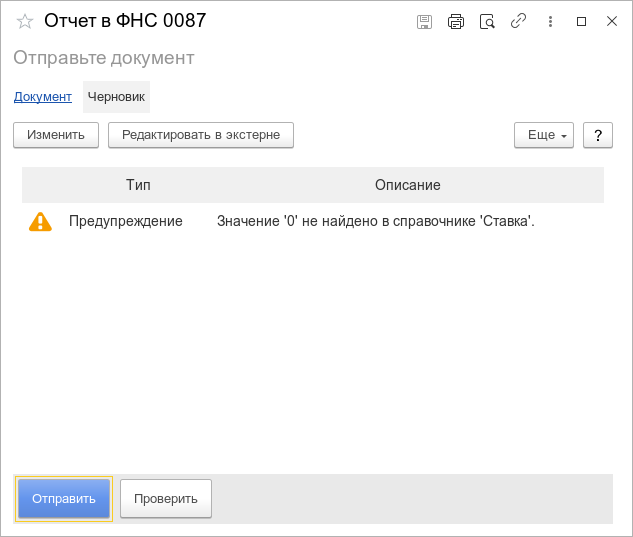 Отчет в ФНС 0087
Отправьте документ
Документ Черновик
Изменить Редактировать в экстерне Еще ?
Тип Описание
Предупреждение Значение '0' не найдено в справочнике 'Ставка'.
Отправить Проверить